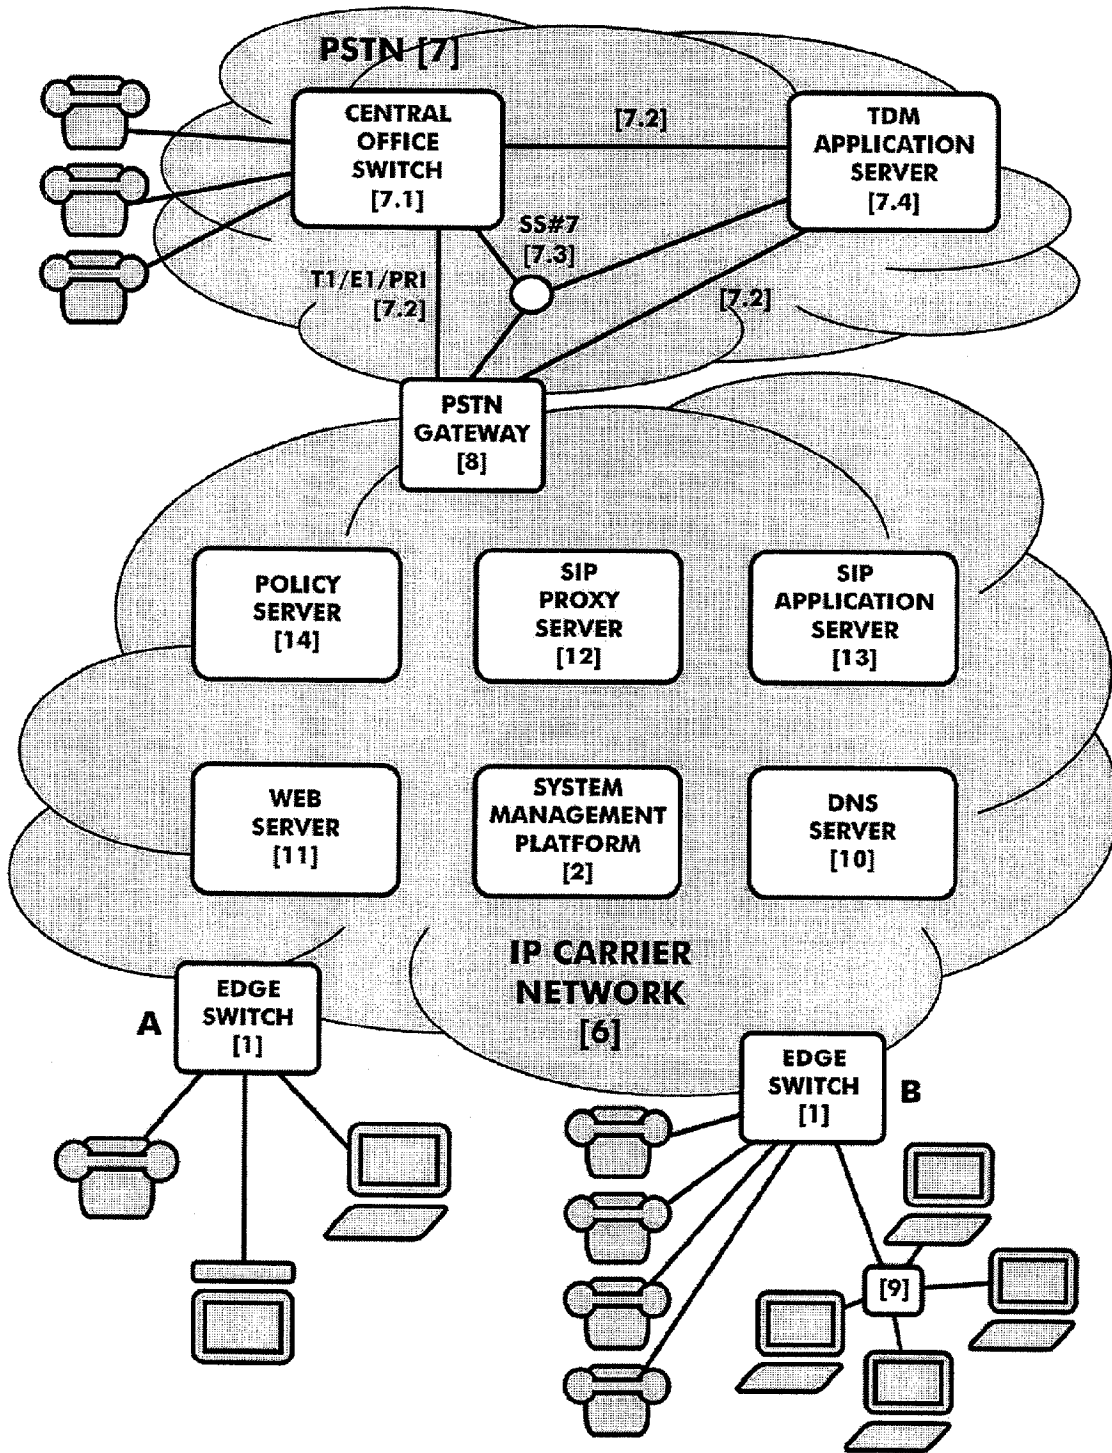 PSTN [7]
CENTRAL
OFFICE
SWITCH
[7.1]
[7.2]
TDM
APPLICATION
SERVER
[7.4]
SS#7
[7.3]
T1/E1/PRI
[7.2]
[7.2]
PSTN
GATEWAY
[8]
POLICY
SERVER
[14]
SIP
PROXY
SERVER
[12]
SIP
APPLICATION
SERVER
[13]
WEB
SERVER
[11]
SYSTEM
MANAGEMENT
PLATFORM
[2]
DNS
SERVER
[10]
IP CARRIER
NETWORK
[6]
A
EDGE
SWITCH
[1]
EDGE
SWITCH
[1]
B
[9]